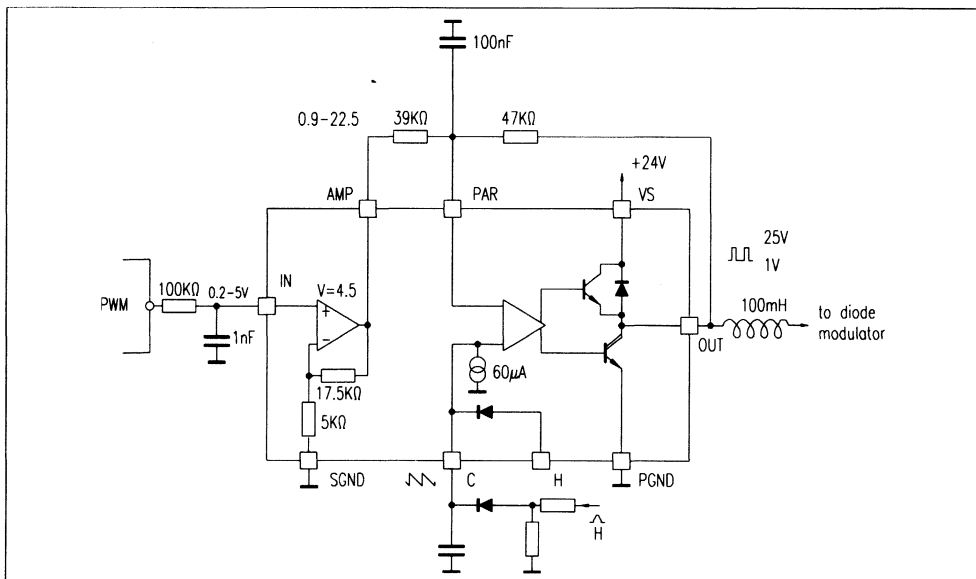 100nF
0.9-22.5
39KΩ
47KΩ
+24V
AMP
PAR
VS
IN
25V
1V
PWM
100KΩ
0.2-5V
V=4.5
100mH
to diode
modulator
1nF
OUT
60µA
17.5KΩ
5KΩ
SGND
C
H
PGND
H